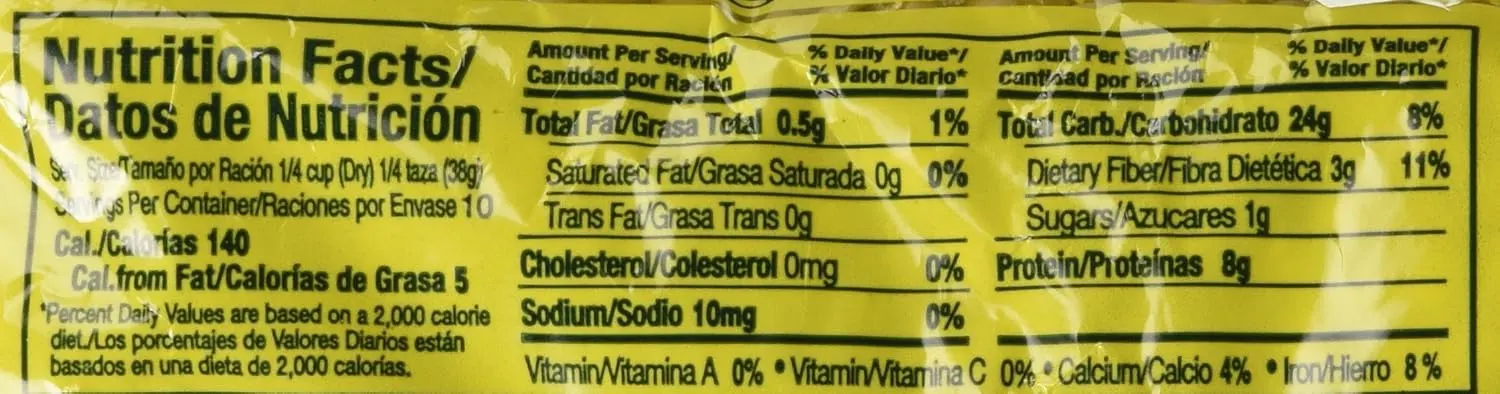 Nutrition Facts/
Datos de Nutrición
Serv. Size/Tamaño por Ración 1/4 cup (Dry) 1/4 taza (38g)
Servings Per Container/Raciones por Envase 10
Cal./Calorías 140
Cal.from Fat/Calorías de Grasa 5
*Percent Daily Values are based on a 2,000 calorie
diet./Los porcentajes de Valores Diarios están
basados en una dieta de 2,000 calorías.
Amount Per Serving/ % Daily Value*/
Cantidad por Ración % Valor Diario*
Total Fat/Grasa Total 0.5g 1%
Saturated Fat/Grasa Saturada 0g 0%
Trans Fat/Grasa Trans 0g
Cholesterol/Colesterol 0mg 0%
Sodium/Sodio 10mg 0%
Amount Per Serving/ % Daily Value*/
Cantidad por Ración % Valor Diario*
Total Carb./Carbohidrato 24g 8%
Dietary Fiber/Fibra Dietética 3g 11%
Sugars/Azucares 1g
Protein/Proteínas 8g
Vitamin/Vitamina A 0% • Vitamin/Vitamina C 0% • Calcium/Calcio 4% • Iron/Hierro 8%